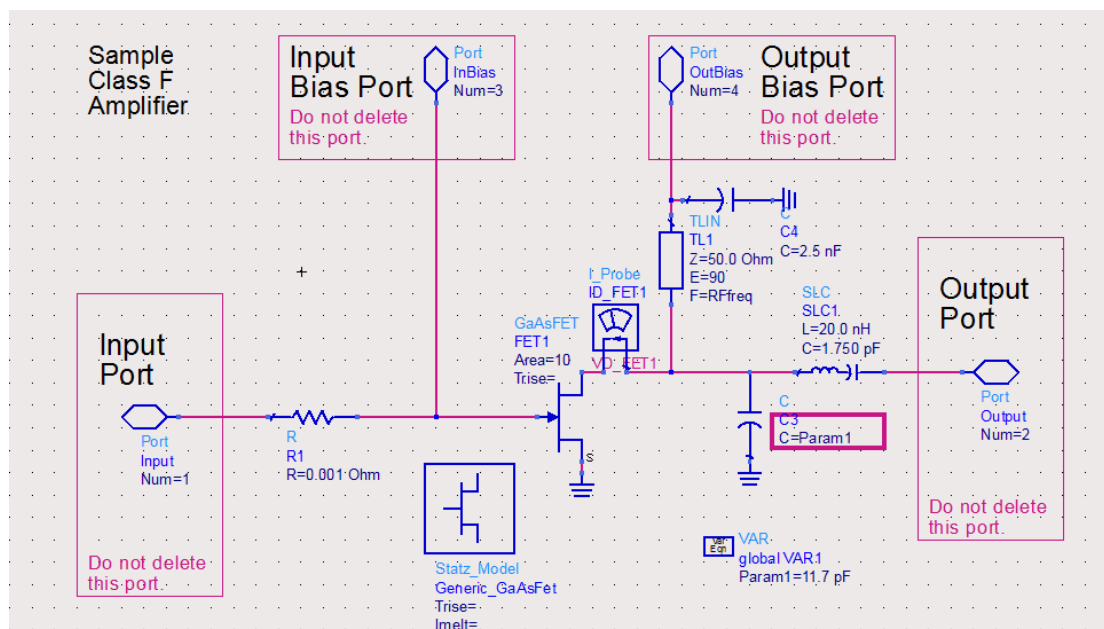 Sample
Class F
Amplifier
Input
Bias Port
Do not delete
this port.
Port
InBias
Num=3
Port
OutBias
Num=4
Output
Bias Port
Do not delete
this port.
TLIN
TL1
Z=50.0 Ohm
E=90
F=RFfreq
C
C4
C=2.5 nF
I_Probe
ID_FET1
VD_FET1
GaAsFET
FET1
Area=10
Trise=
S
SLC
SLC1
L=20.0 nH
C=1.750 pF
Output
Port
Port
Output
Num=2
Do not delete
this port.
Input
Port
Port
Input
Num=1
Do not delete
this port.
R
R1
R=0.001 Ohm
C
C3
C=Param1
Statz_Model
Generic_GaAsFet
Trise=
Imelt=
Var
Eqn
VAR
global VAR1
Param1=11.7 pF